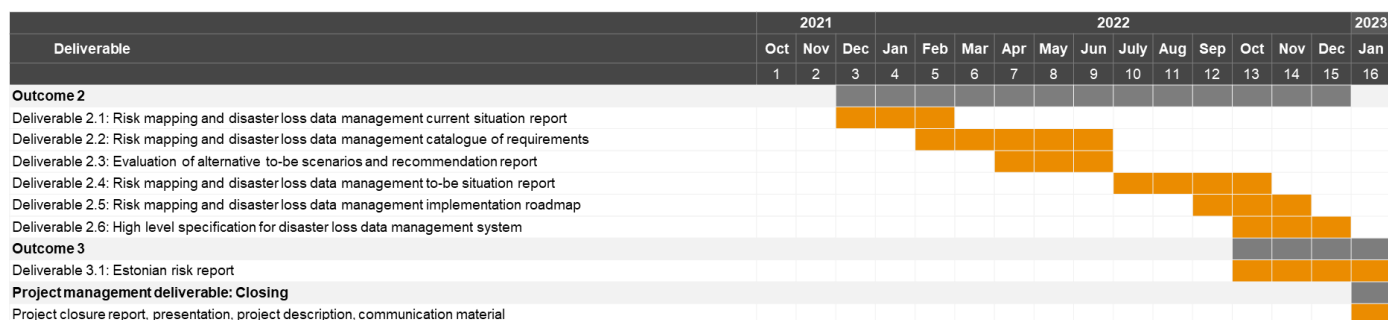 2021 2022 2023
Deliverable Oct Nov Dec Jan Feb Mar Apr May Jun July Aug Sep Oct Nov Dec Jan
1 2 3 4 5 6 7 8 9 10 11 12 13 14 15 16
Outcome 2
Deliverable 2.1: Risk mapping and disaster loss data management current situation report
Deliverable 2.2: Risk mapping and disaster loss data management catalogue of requirements
Deliverable 2.3: Evaluation of alternative to-be scenarios and recommendation report
Deliverable 2.4: Risk mapping and disaster loss data management to-be situation report
Deliverable 2.5: Risk mapping and disaster loss data management implementation roadmap
Deliverable 2.6: High level specification for disaster loss data management system
Outcome 3
Deliverable 3.1: Estonian risk report
Project management deliverable: Closing
Project closure report, presentation, project description, communication material